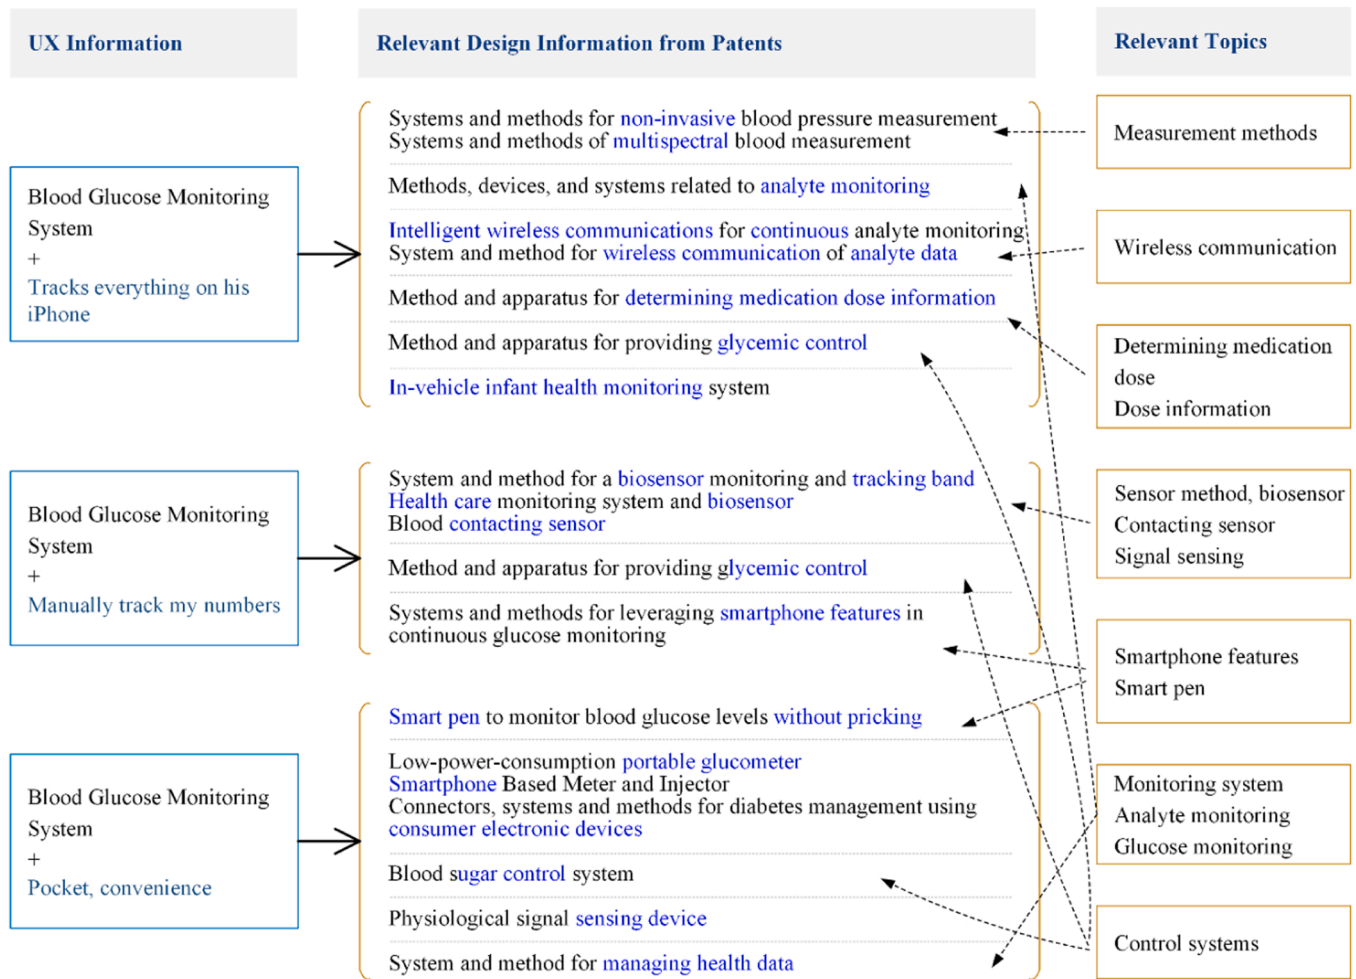 UX Information
Relevant Design Information from Patents
Relevant Topics
Blood Glucose Monitoring
System
+
Tracks everything on his
iPhone
Systems and methods for non-invasive blood pressure measurement
Systems and methods of multispectral blood measurement
Methods, devices, and systems related to analyte monitoring
Intelligent wireless communications for continuous analyte monitoring
System and method for wireless communication of analyte data
Method and apparatus for determining medication dose information
Method and apparatus for providing glycemic control
In-vehicle infant health monitoring system
Blood Glucose Monitoring
System
+
Manually track my numbers
System and method for a biosensor monitoring and tracking band
Health care monitoring system and biosensor
Blood contacting sensor
Method and apparatus for providing glycemic control
Systems and methods for leveraging smartphone features in
continuous glucose monitoring
Blood Glucose Monitoring
System
+
Pocket, convenience
Smart pen to monitor blood glucose levels without pricking
Low-power-consumption portable glucometer
Smartphone Based Meter and Injector
Connectors, systems and methods for diabetes management using
consumer electronic devices
Blood sugar control system
Physiological signal sensing device
System and method for managing health data
Measurement methods
Wireless communication
Determining medication
dose
Dose information
Sensor method, biosensor
Contacting sensor
Signal sensing
Smartphone features
Smart pen
Monitoring system
Analyte monitoring
Glucose monitoring
Control systems